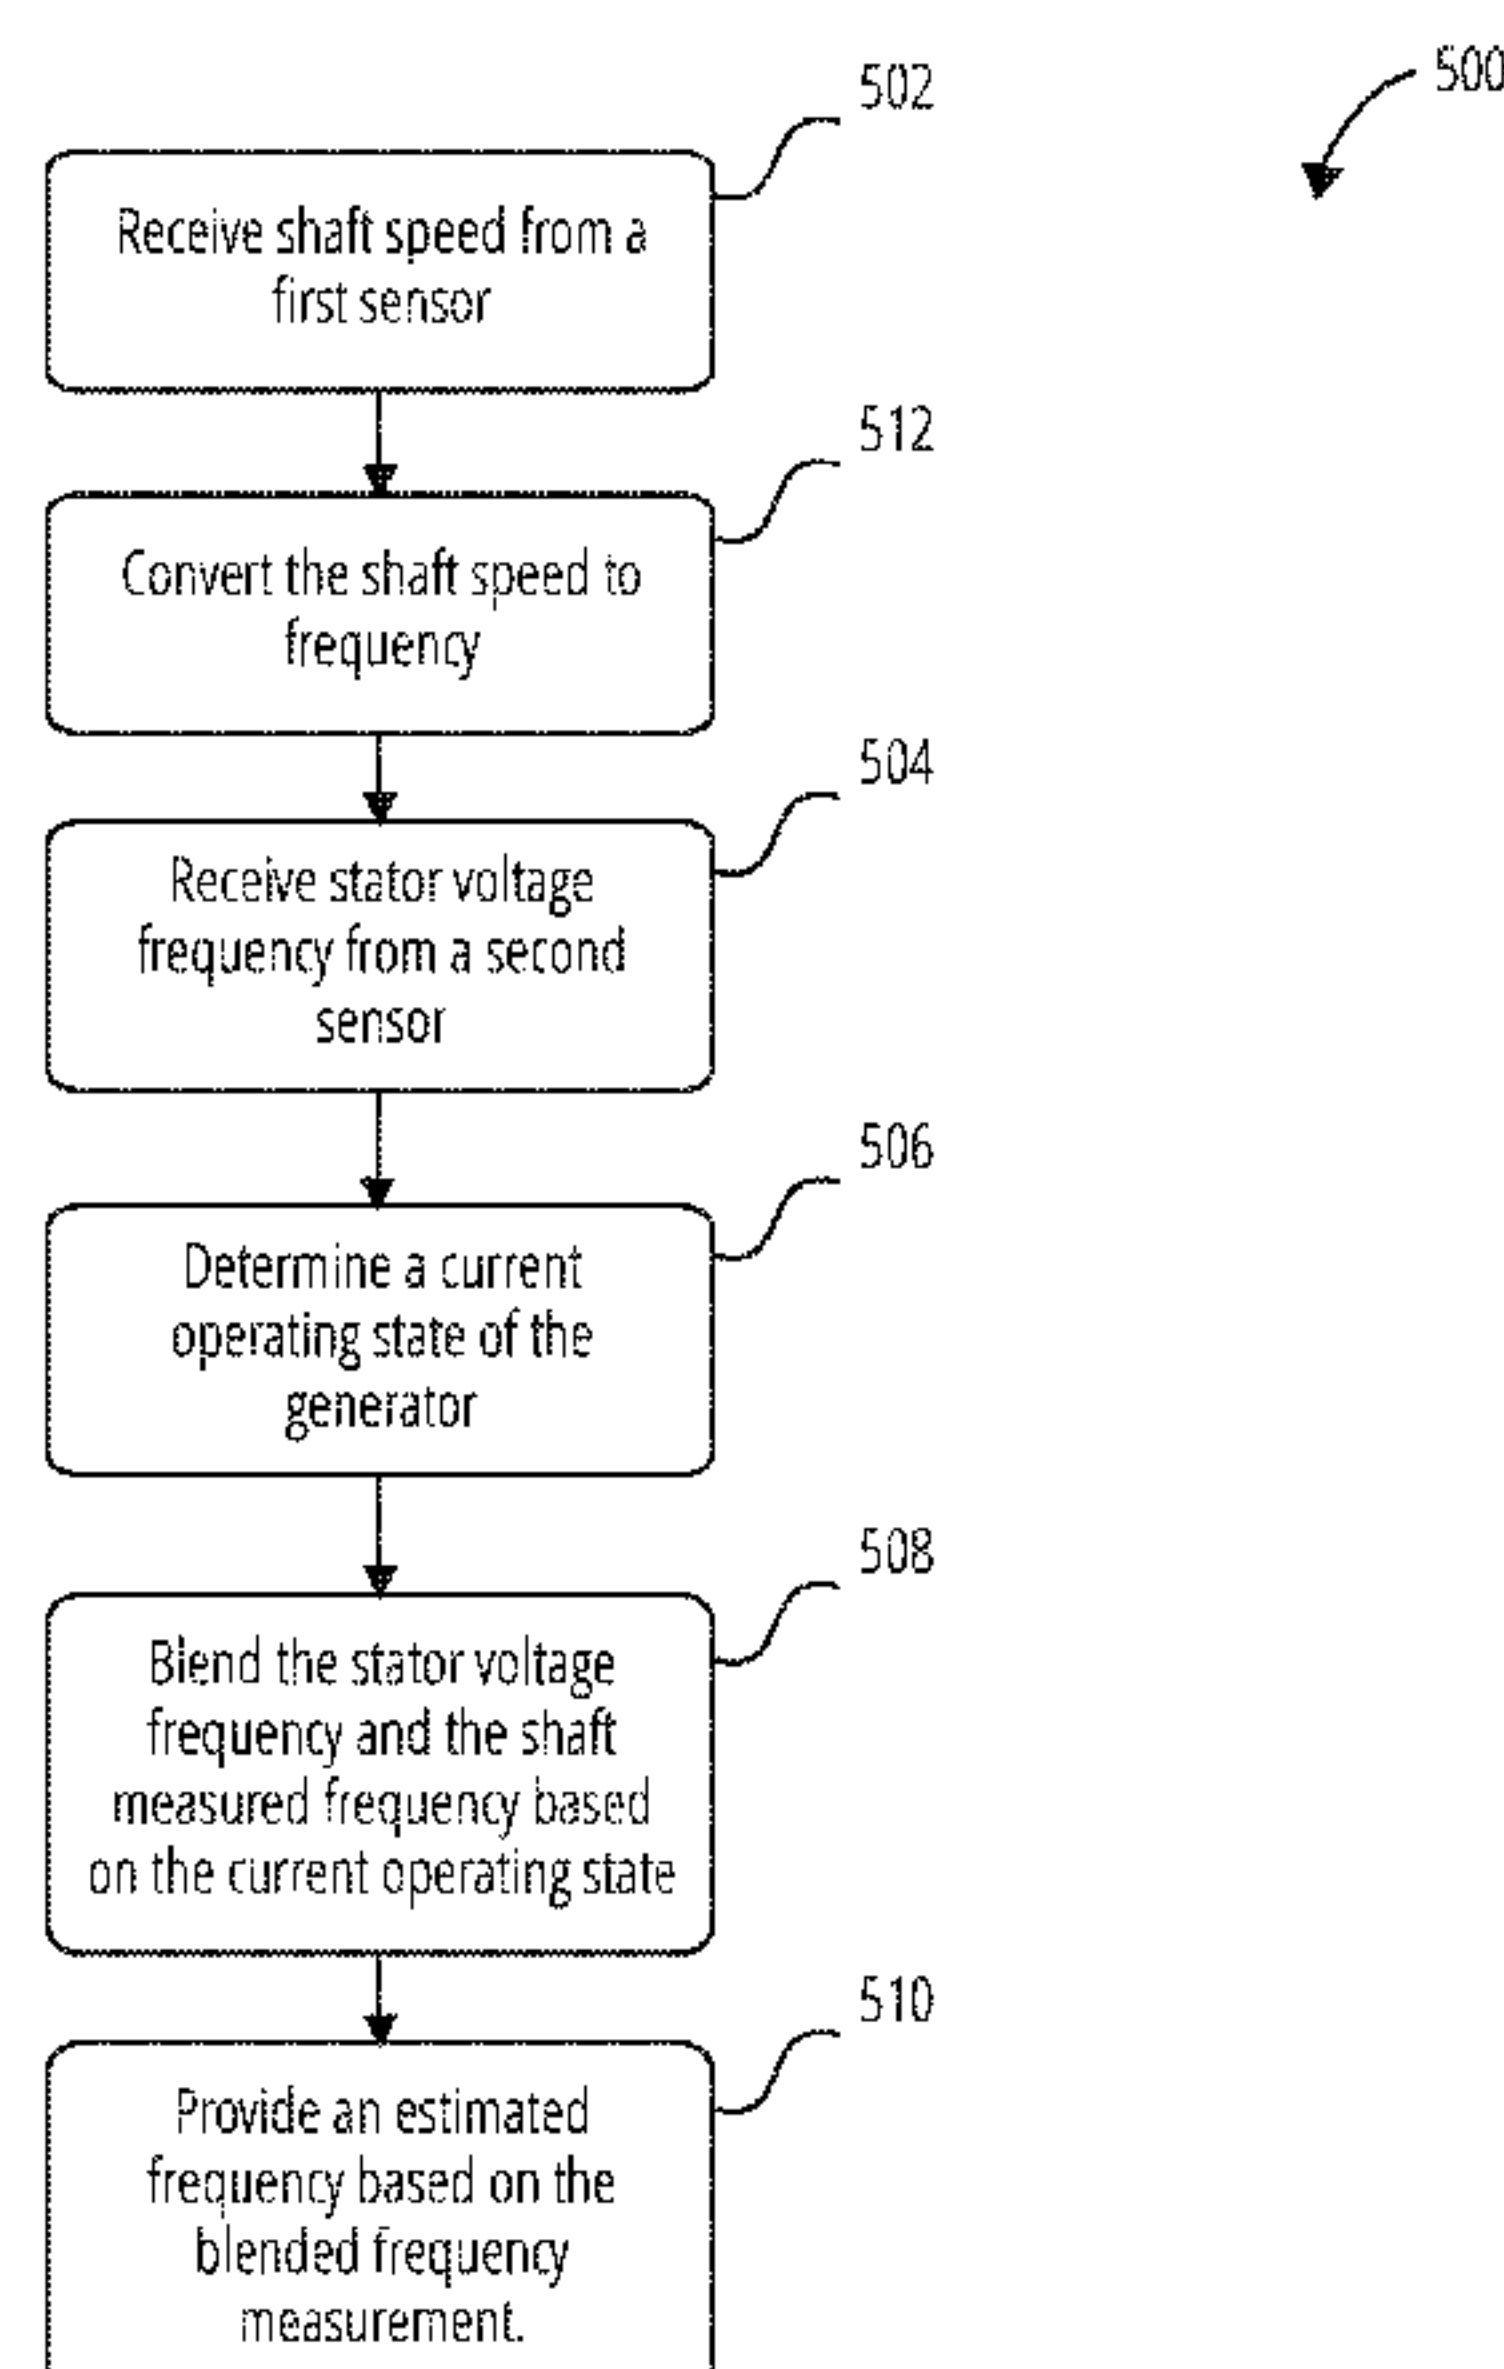 500
502
Receive shaft speed from a
first sensor
512
Convert the shaft speed to
frequency
504
Receive stator voltage
frequency from a second
sensor
506
Determine a current
operating state of the
generator
508
Blend the stator voltage
frequency and the shaft
measured frequency based
on the current operating state
510
Provide an estimated
frequency based on the
blended frequency
measurement.